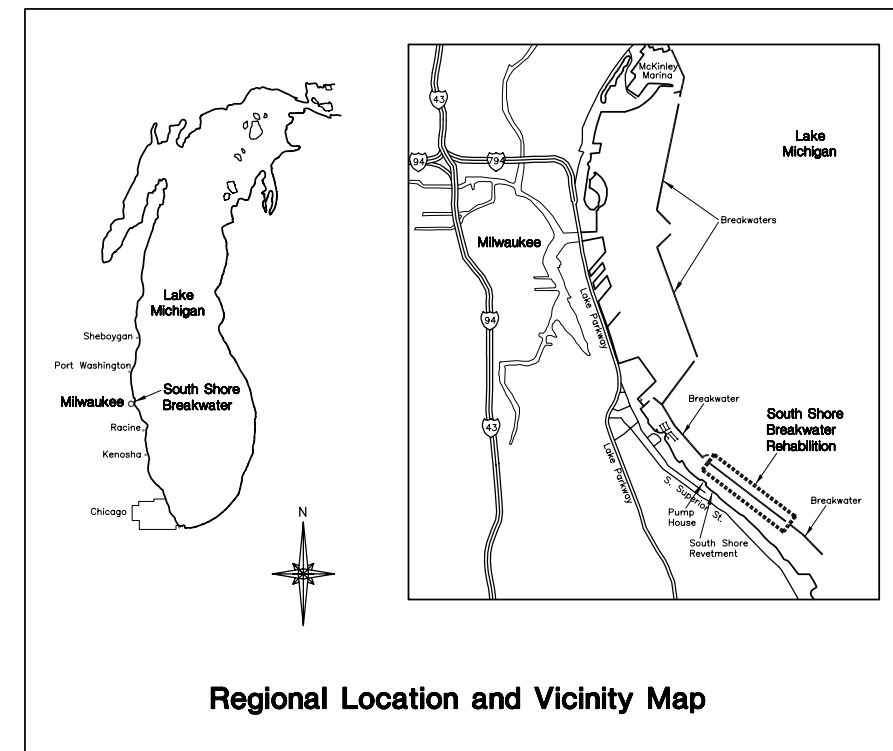 Lake
Michigan
Sheboygan
Port Washington
Milwaukee
South Shore
Breakwater
Racine
Kenosha
Chicago
N
McKinley
Marina
43
94
794
Lake
Michigan
Breakwaters
Milwaukee
Lake Parkway
94
43
Breakwater
South Shore
Breakwater
Rehabilition
Lake Parkway
S. Superior St.
Pump
House
South Shore
Revetment
Breakwater
Regional Location and Vicinity Map